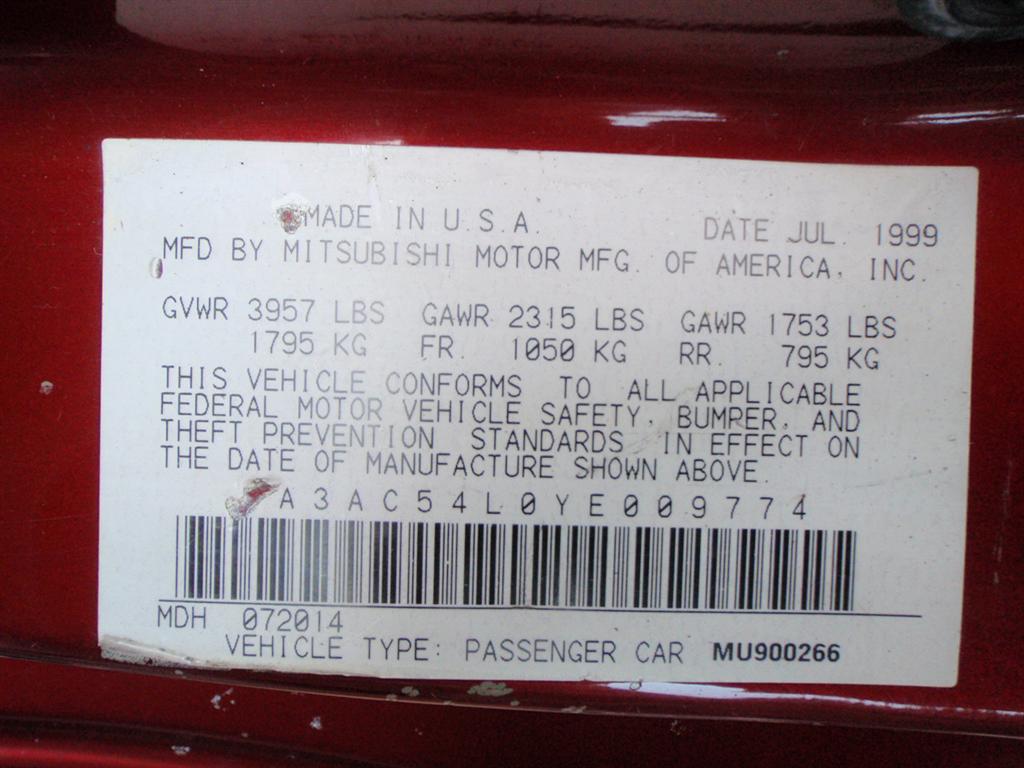 MADE IN U.S.A. DATE JUL. 1999
MFD BY MITSUBISHI MOTOR MFG. OF AMERICA, INC.
GVWR 3957 LBS GAWR 2315 LBS GAWR 1753 LBS
1795 KG FR. 1050 KG RR. 795 KG
THIS VEHICLE CONFORMS TO ALL APPLICABLE
FEDERAL MOTOR VEHICLE SAFETY, BUMPER, AND
THEFT PREVENTION STANDARDS IN EFFECT ON
THE DATE OF MANUFACTURE SHOWN ABOVE.
A3AC54L0YE009774
MDH 072014
VEHICLE TYPE: PASSENGER CAR MU900266